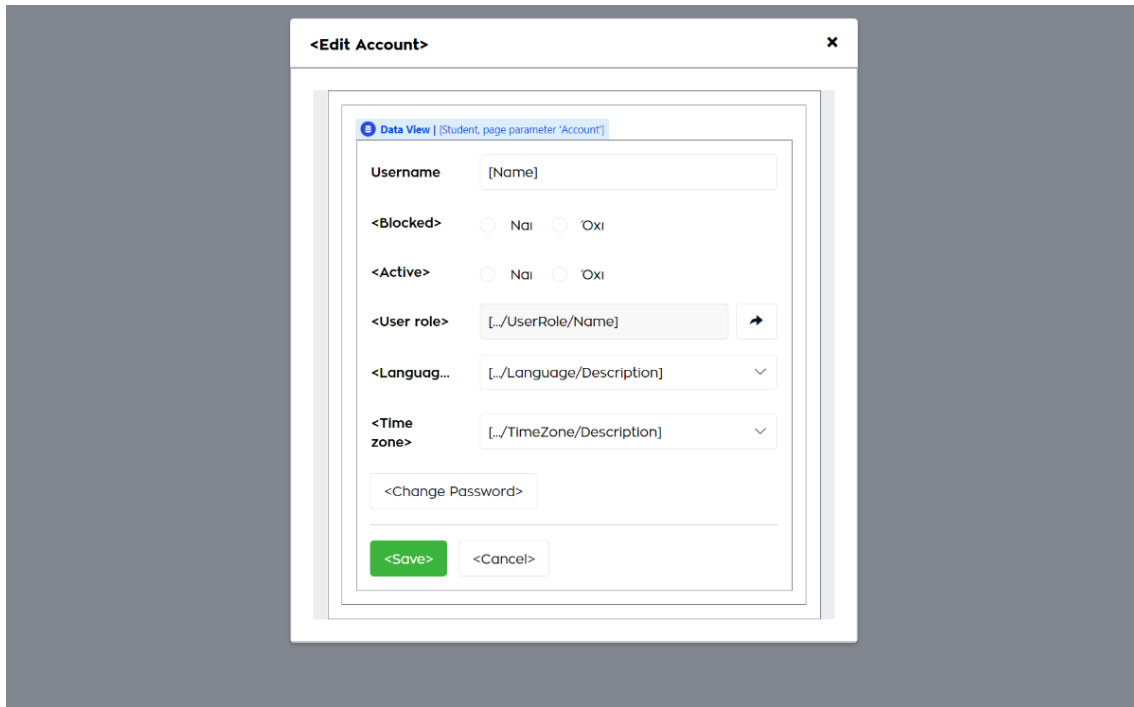 <Edit Account>
Data View | [Student, page parameter 'Account']
Username [Name]
<Blocked> Ναι Όχι
<Active> Ναι Όχι
<User role> [.../UserRole/Name]
<Languag... [.../Language/Description]
<Time
zone> [.../TimeZone/Description]
<Change Password>
<Save> <Cancel>